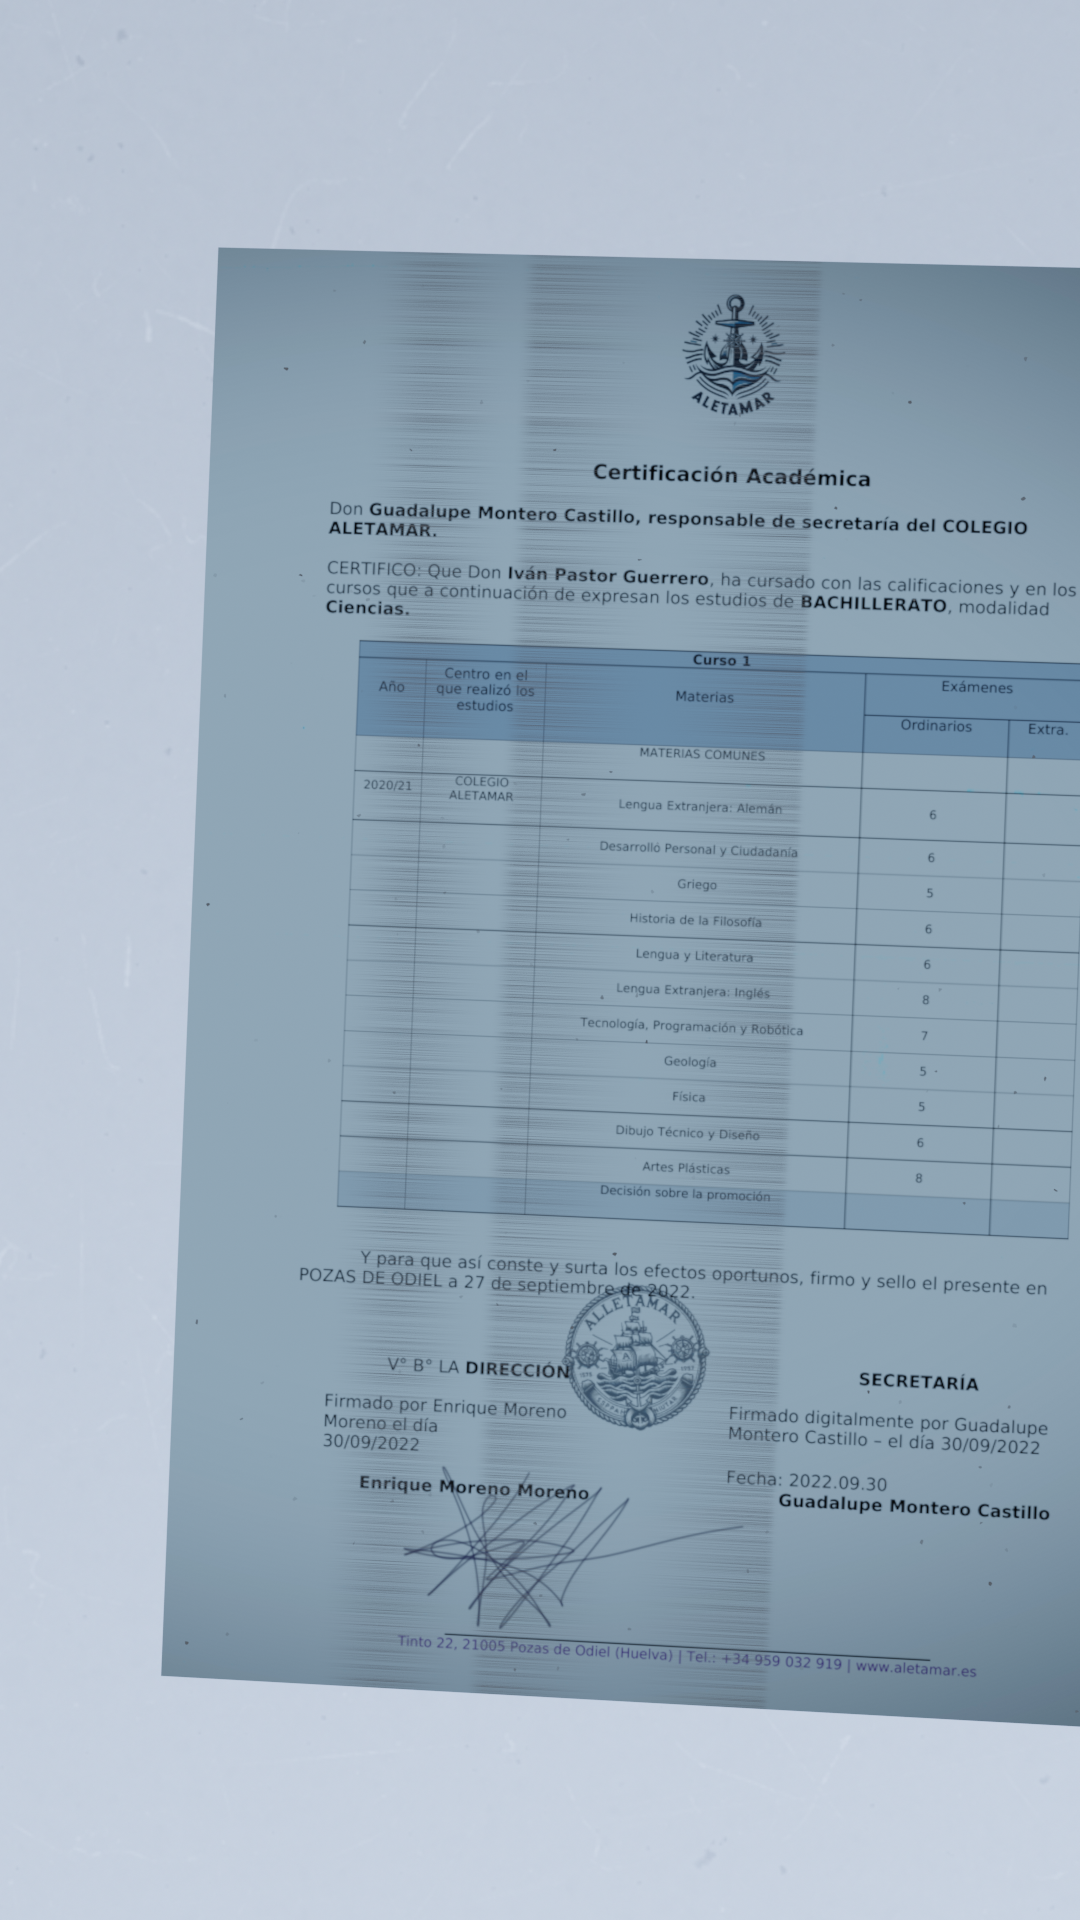 ALETAMAR
Certificación Académica
Don Guadalupe Montero Castillo, responsable de secretaría del COLEGIO
ALETAMAR.
CERTIFICO: Que Don Iván Pastor Guerrero, ha cursado con las calificaciones y en los
cursos que a continuación de expresan los estudios de BACHILLERATO, modalidad
Ciencias.
Curso 1
Año
Centro en el
que realizó los
estudios
Materias
Exámenes
Ordinarios Extra.
MATERIAS COMUNES
2020/21
COLEGIO
ALETAMAR
Lengua Extranjera: Alemán 6
Desarrollo Personal y Ciudadanía 6
Griego 5
Historia de la Filosofía 6
Lengua y Literatura 6
Lengua Extranjera: Inglés 8
Tecnología, Programación y Robótica 7
Geología 5
Física 5
Dibujo Técnico y Diseño 6
Artes Plásticas 8
Decisión sobre la promoción
Y para que así conste y surta los efectos oportunos, firmo y sello el presente en
POZAS DE ODIEL a 27 de septiembre de 2022.
ALLETAMAR
V° B° LA DIRECCIÓN
Firmado por Enrique Moreno
Moreno el día
30/09/2022
Enrique Moreno Moreno
SECRETARÍA
Firmado digitalmente por Guadalupe
Montero Castillo – el día 30/09/2022
Fecha: 2022.09.30
Guadalupe Montero Castillo
Tinto 22, 21005 Pozas de Odiel (Huelva) | Tel.: +34 959 032 919 | www.aletamar.es